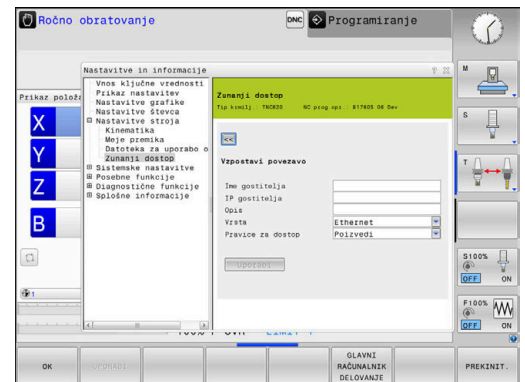 Ročno obratovanje
DNC
Programiranje
Nastavitve in informacije
Vnos ključne vrednosti
Prikaz nastavitev
Nastavitve grafike
Nastavitve števca
Nastavitve stroja
Kinematika
Meje premika
Datoteka za uporabo o
Zunanji dostop
Sistemske nastavitve
Posebne funkcije
Diagnostične funkcije
Splošne informacije
Zunanji dostop
Tip krmilj.: TNC620 NC prog.opr.: 817605 06 Dev
<<
Vzpostavi povezavo
Ime gostitelja
IP gostitelja
Opis
Vrsta Ethernet
Pravice za dostop Poizvedi
Uporabi
Prikaz polož
X
Y
Z
B
1
M
S
T
S100%
OFF ON
F100%
OFF ON
OK
UPORABI
GLAVNI
RAČUNALNIK
DELOVANJE
PREKINIT.